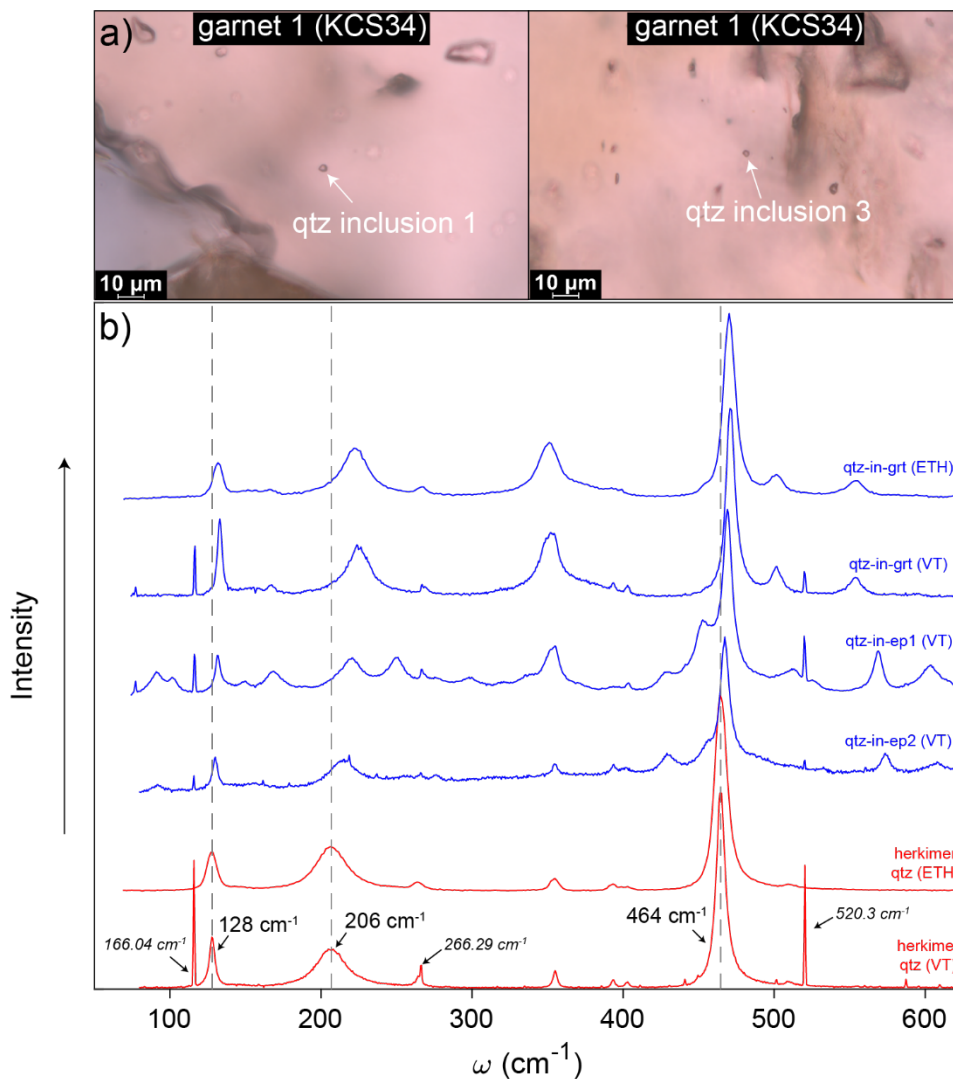 a)
garnet 1 (KCS34)
garnet 1 (KCS34)
qtz inclusion 1
qtz inclusion 3
10 µm
10 µm
b)
qtz-in-grt (ETH)
qtz-in-grt (VT)
qtz-in-ep1 (VT)
qtz-in-ep2 (VT)
herkimer
qtz (ETH
herkimer
qtz (VT)
166.04 cm⁻¹
128 cm⁻¹
206 cm⁻¹
266.29 cm⁻¹
464 cm⁻¹
520.3 cm⁻¹
Intensity
100
200
300
400
500
600
ω (cm⁻¹)